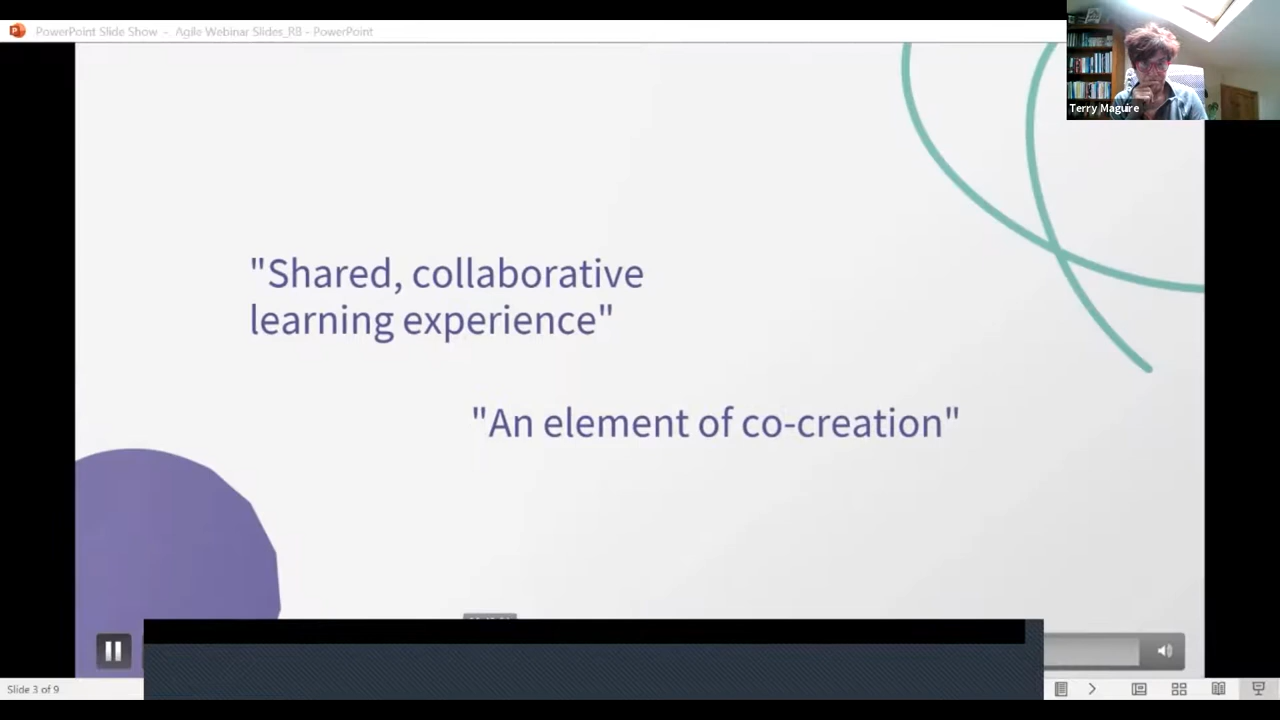 PowerPoint Slide Show - Agile Webinar Slides_RB - PowerPoint
Terry Maguire
"Shared, collaborative
learning experience"
"An element of co-creation"
Slide 3 of 9